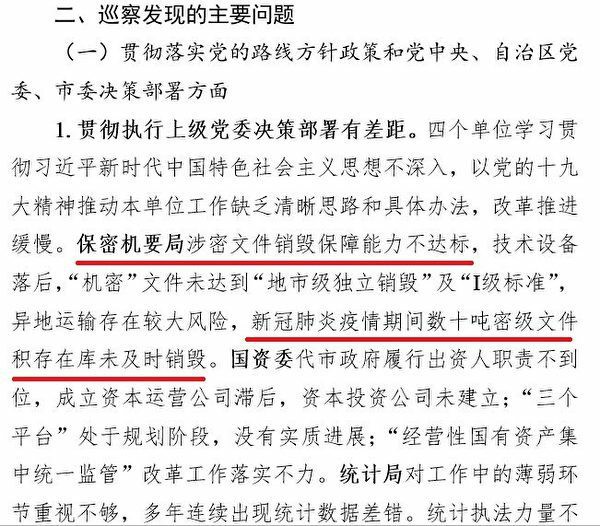 二、巡察发现的主要问题
（一）贯彻落实党的路线方针政策和党中央、自治区党
委、市委决策部署方面
1.贯彻执行上级党委决策部署有差距。四个单位学习贯
彻习近平新时代中国特色社会主义思想不深入，以党的十九
大精神推动本单位工作缺乏清晰思路和具体办法，改革推进
缓慢。保密机要局涉密文件销毁保障能力不达标，技术设备
落后，“机密”文件未达到“地市级独立销毁”及“I级标准”，
异地运输存在较大风险，新冠肺炎疫情期间数十吨密级文件
积存在库未及时销毁。国资委代市政府履行出资人职责不到
位，成立资本运营公司滞后，资本投资公司未建立；“三个
平台”处于规划阶段，没有实质进展；“经营性国有资产集
中统一监管”改革工作落实不力。统计局对工作中的薄弱环
节重视不够，多年连续出现统计数据差错。统计执法力量不